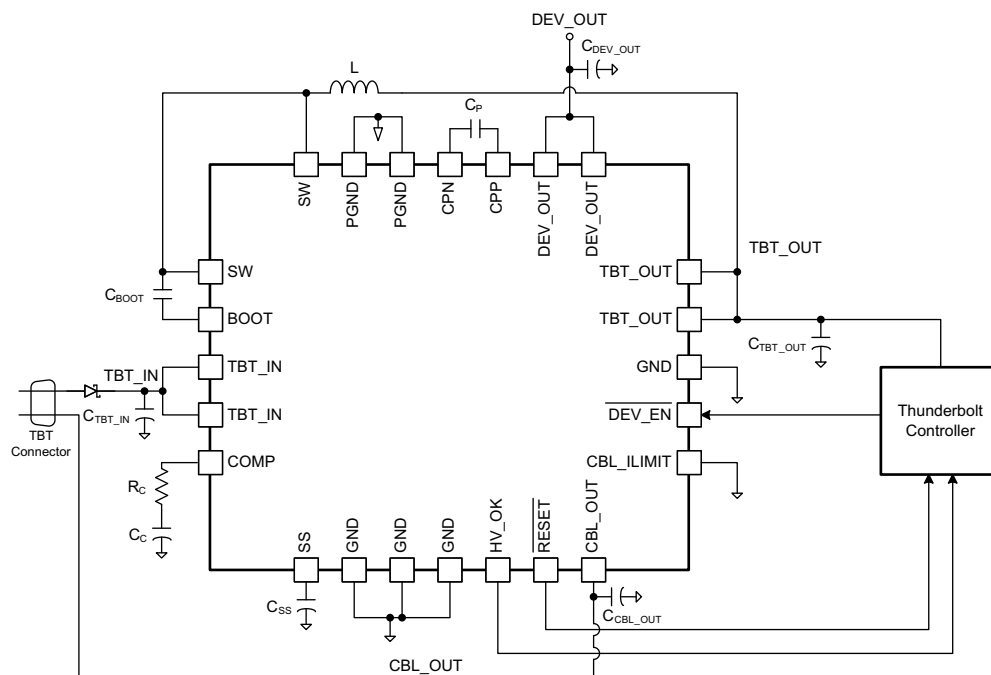 DEV_OUT
C_DEV_OUT
L
C_P
SW
PGND
PGND
CPN
CPP
DEV_OUT
DEV_OUT
TBT_OUT
SW
TBT_OUT
C_BOOT
BOOT
TBT_OUT
C_TBT_OUT
TBT_IN
TBT_IN
GND
C_TBT_IN
TBT_IN
DEV_EN
Thunderbolt
Controller
TBT
Connector
COMP
CBL_ILIMIT
R_C
C_C
SS
GND
GND
GND
HV_OK
RESET
CBL_OUT
C_SS
C_CBL_OUT
CBL_OUT